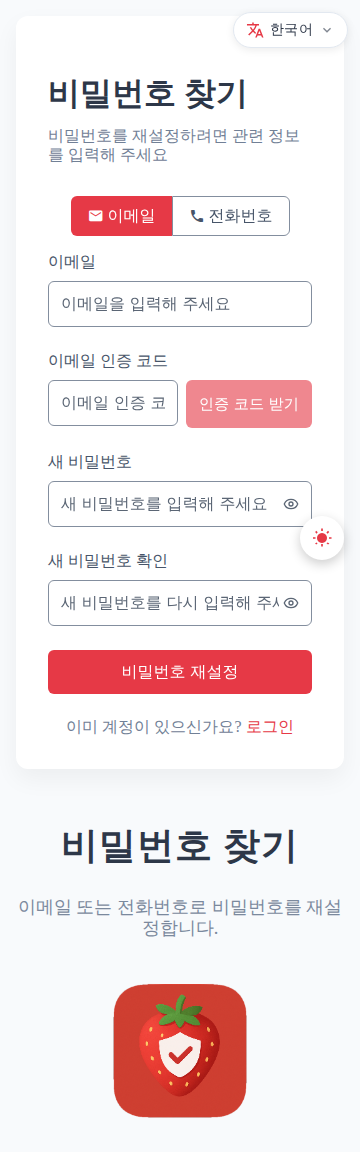 한국어
비밀번호 찾기
비밀번호를 재설정하려면 관련 정보
를 입력해 주세요
이메일
전화번호
이메일
이메일을 입력해 주세요
이메일 인증 코드
이메일 인증 코
인증 코드 받기
새 비밀번호
새 비밀번호를 입력해 주세요
새 비밀번호 확인
새 비밀번호를 다시 입력해 주
비밀번호 재설정
이미 계정이 있으신가요? 로그인
비밀번호 찾기
이메일 또는 전화번호로 비밀번호를 재설
정합니다.